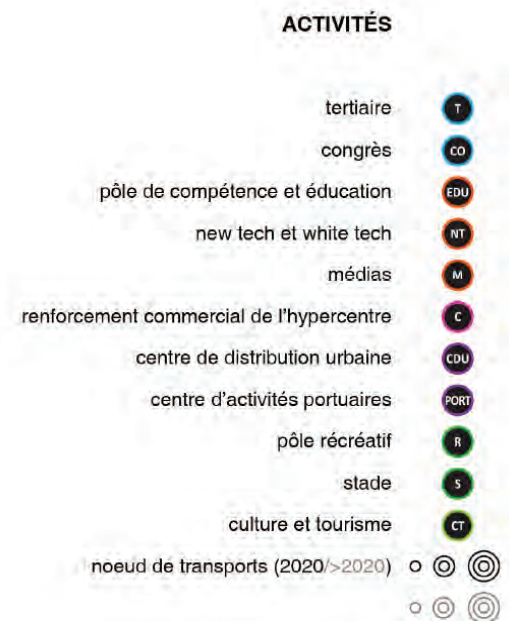 ACTIVITÉS
tertiaire T
congrès CO
pôle de compétence et éducation EDU
new tech et white tech NT
médias M
renforcement commercial de l'hypercentre C
centre de distribution urbaine CDU
centre d'activités portuaires PORT
pôle récréatif R
stade S
culture et tourisme CT
noeud de transports (2020/>2020)